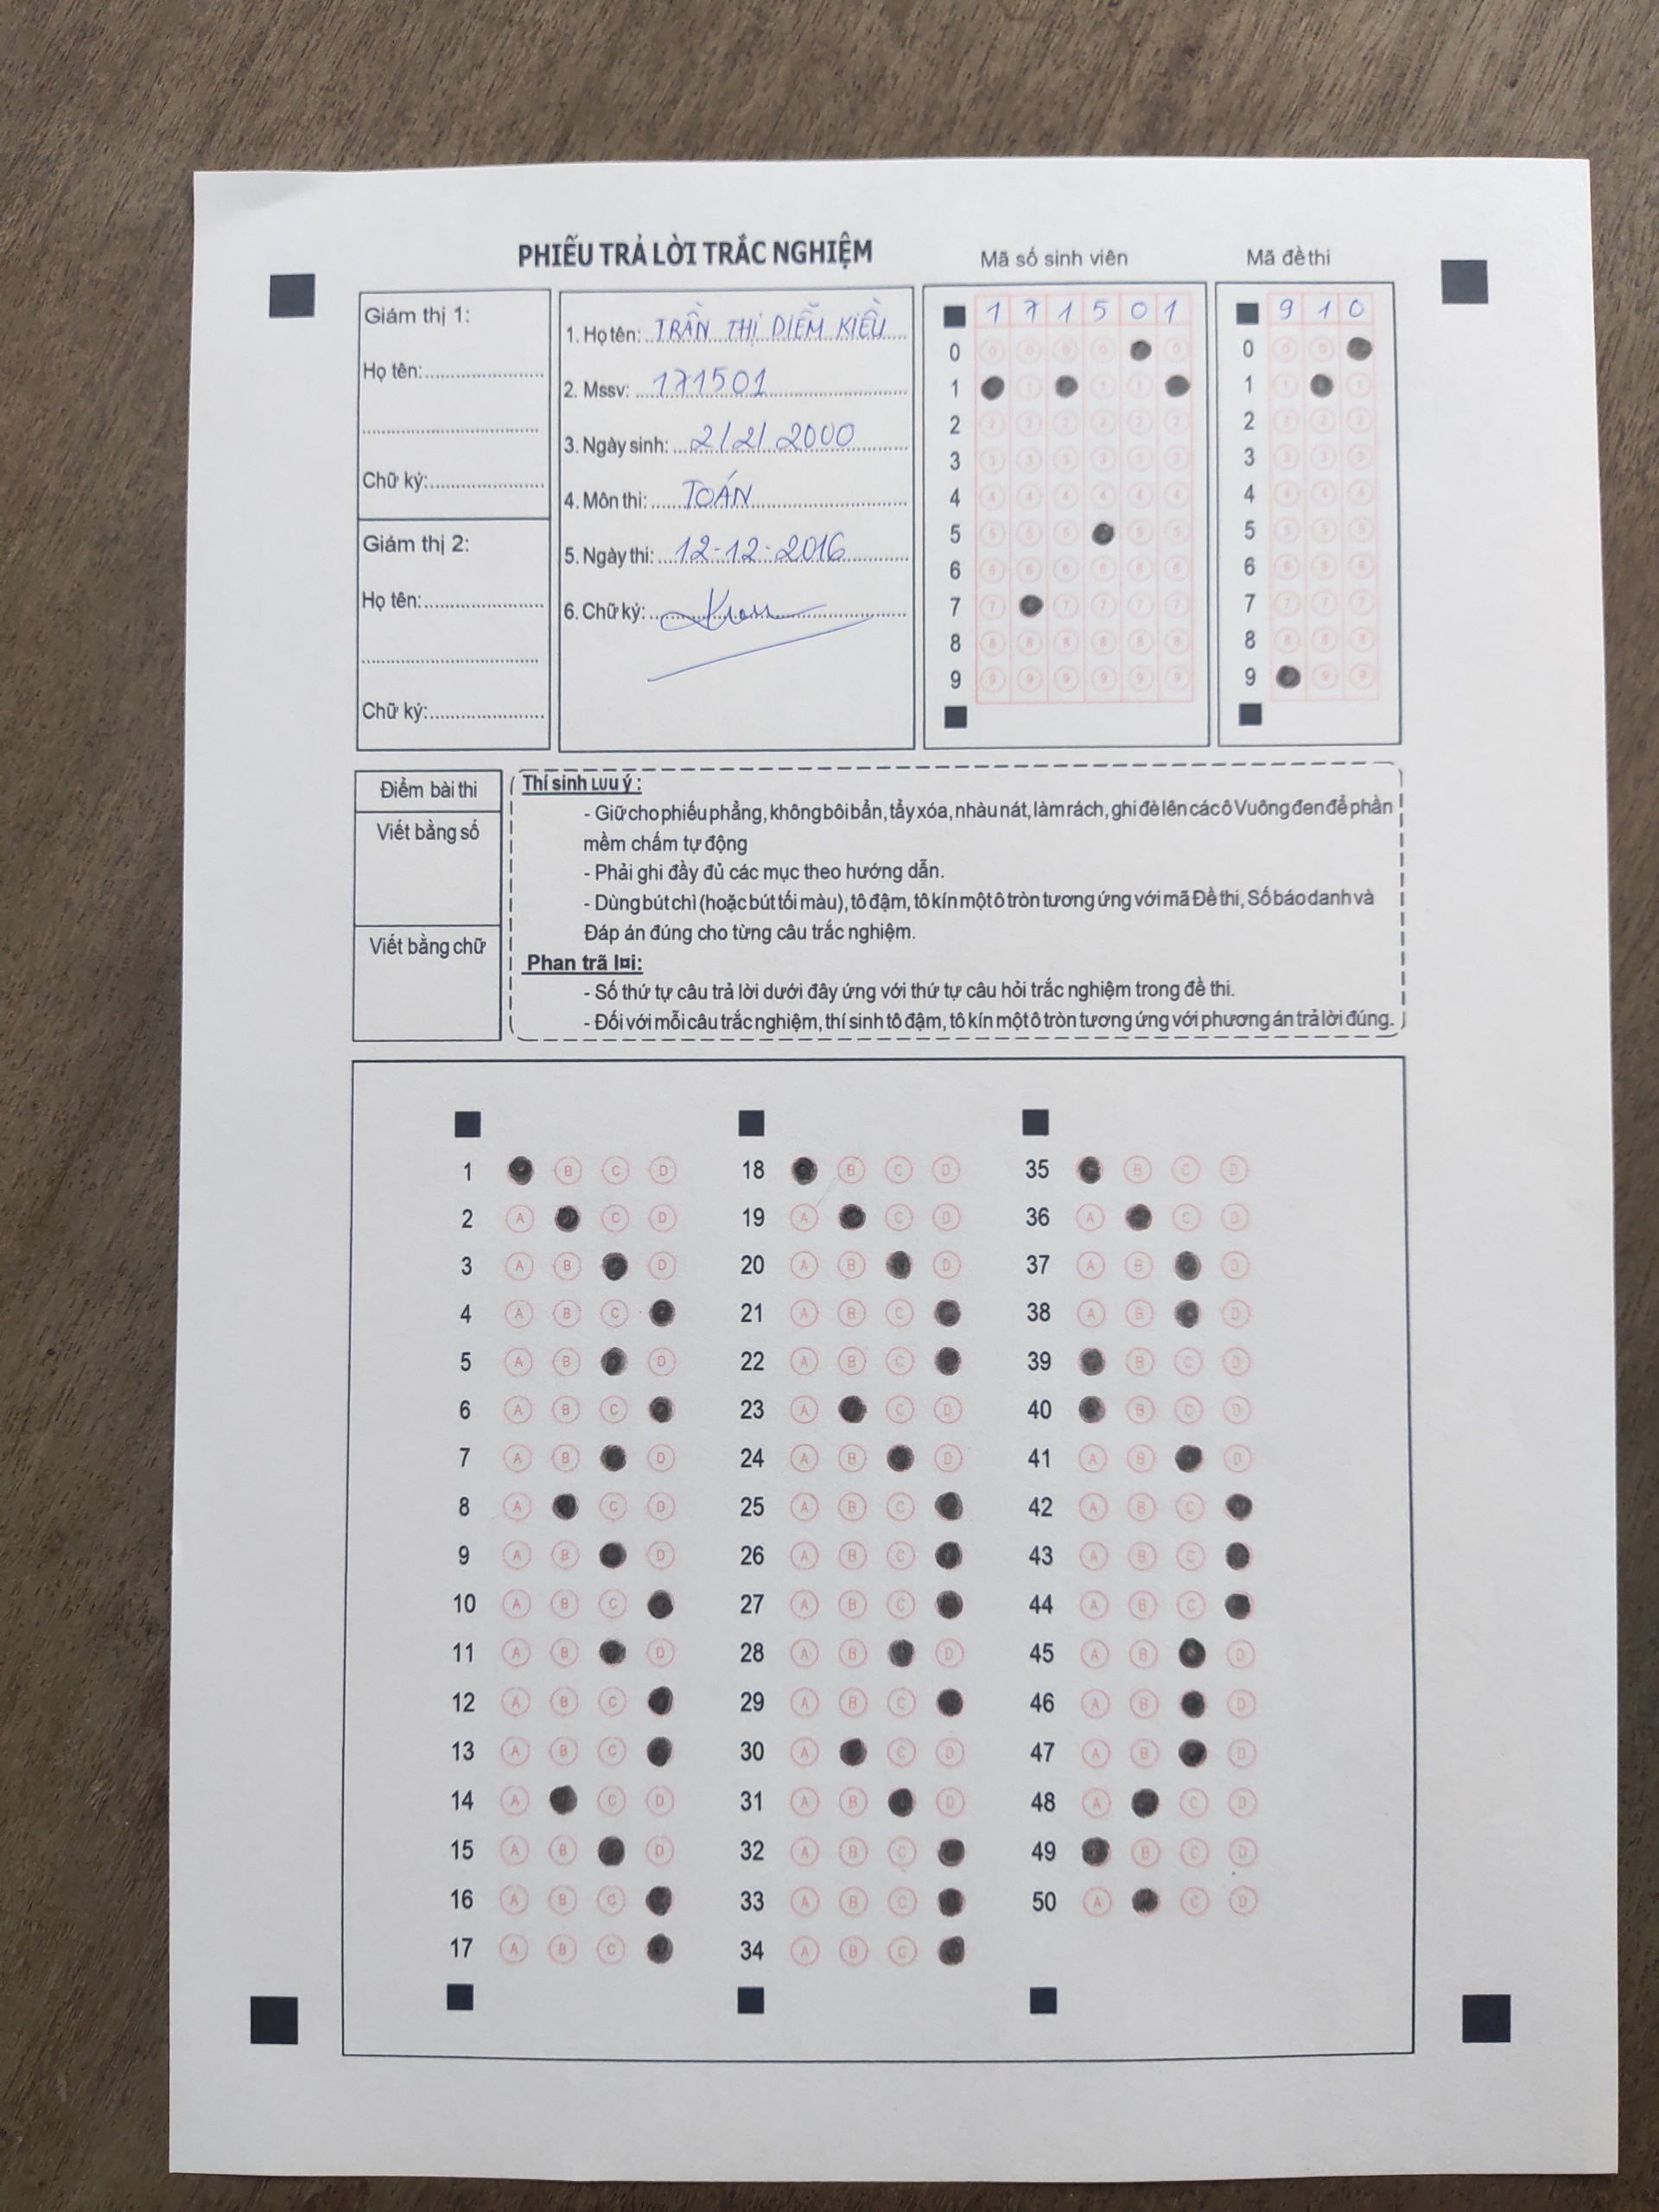 PHIẾU TRẢ LỜI TRẮC NGHIỆM
Mã số sinh viên
Mã đề thi
Giám thị 1:
Họ tên:
Chữ ký:
Giám thị 2:
Họ tên:
Chữ ký:
1. Họ tên: TRẦN THỊ DIỄM KIỀU
2. Mssv: 171501
3. Ngày sinh: 2/2/2000
4. Môn thi: TOÁN
5. Ngày thi: 12-12-2016
6. Chữ ký:
1 7 1 5 0 1
0 0 0 0 0 0
1 1 1
2 2 2 2 2 2 2
3 3 3 3 3 3 3
4 4 4 4 4 4 4
5 5 5 5 5 5
6 6 6 6 6 6 6
7 7 7 7 7 7
8 8 8 8 8 8 8
9 9 9 9 9 9 9
9 1 0
0 0 0
1 1 1
2 2 2 2
3 3 3 3
4 4 4 4
5 5 5 5
6 6 6 6
7 7 7 7
8 8 8 8
9 9 9
Điểm bài thi
Viết bằng số
Viết bằng chữ
Thí sinh LƯU ý :
- Giữ cho phiếu phẳng, không bôi bẩn, tẩy xóa, nhàu nát, làm rách, ghi đè lên các ô Vuông đen để phần
mềm chấm tự động
- Phải ghi đầy đủ các mục theo hướng dẫn.
- Dùng bút chì (hoặc bút tối màu), tô đậm, tô kín một ô tròn tương ứng với mã Đề thi, Số báo danh và
Đáp án đúng cho từng câu trắc nghiệm.
Phan trã l¤i:
- Số thứ tự câu trả lời dưới đây ứng với thứ tự câu hỏi trắc nghiệm trong đề thi.
- Đối với mỗi câu trắc nghiệm, thí sinh tô đậm, tô kín một ô tròn tương ứng với phương án trả lời đúng.
1 B C D
2 A C D
3 A B D
4 A B C
5 A B D
6 A B C
7 A B D
8 A C D
9 A B D
10 A B C
11 A B D
12 A B C
13 A B C
14 A C D
15 A B D
16 A B C
17 A B C
18 B C D
19 A C D
20 A B D
21 A B C
22 A B C
23 A C D
24 A B D
25 A B C
26 A B C
27 A B C
28 A B D
29 A B C
30 A C D
31 A B D
32 A B C
33 A B C
34 A B C
35 B C D
36 A C D
37 A B D
38 A B D
39 B C D
40 B C D
41 A B D
42 A B C
43 A B C
44 A B C
45 A B D
46 A B D
47 A B D
48 A C D
49 B C D
50 A C D